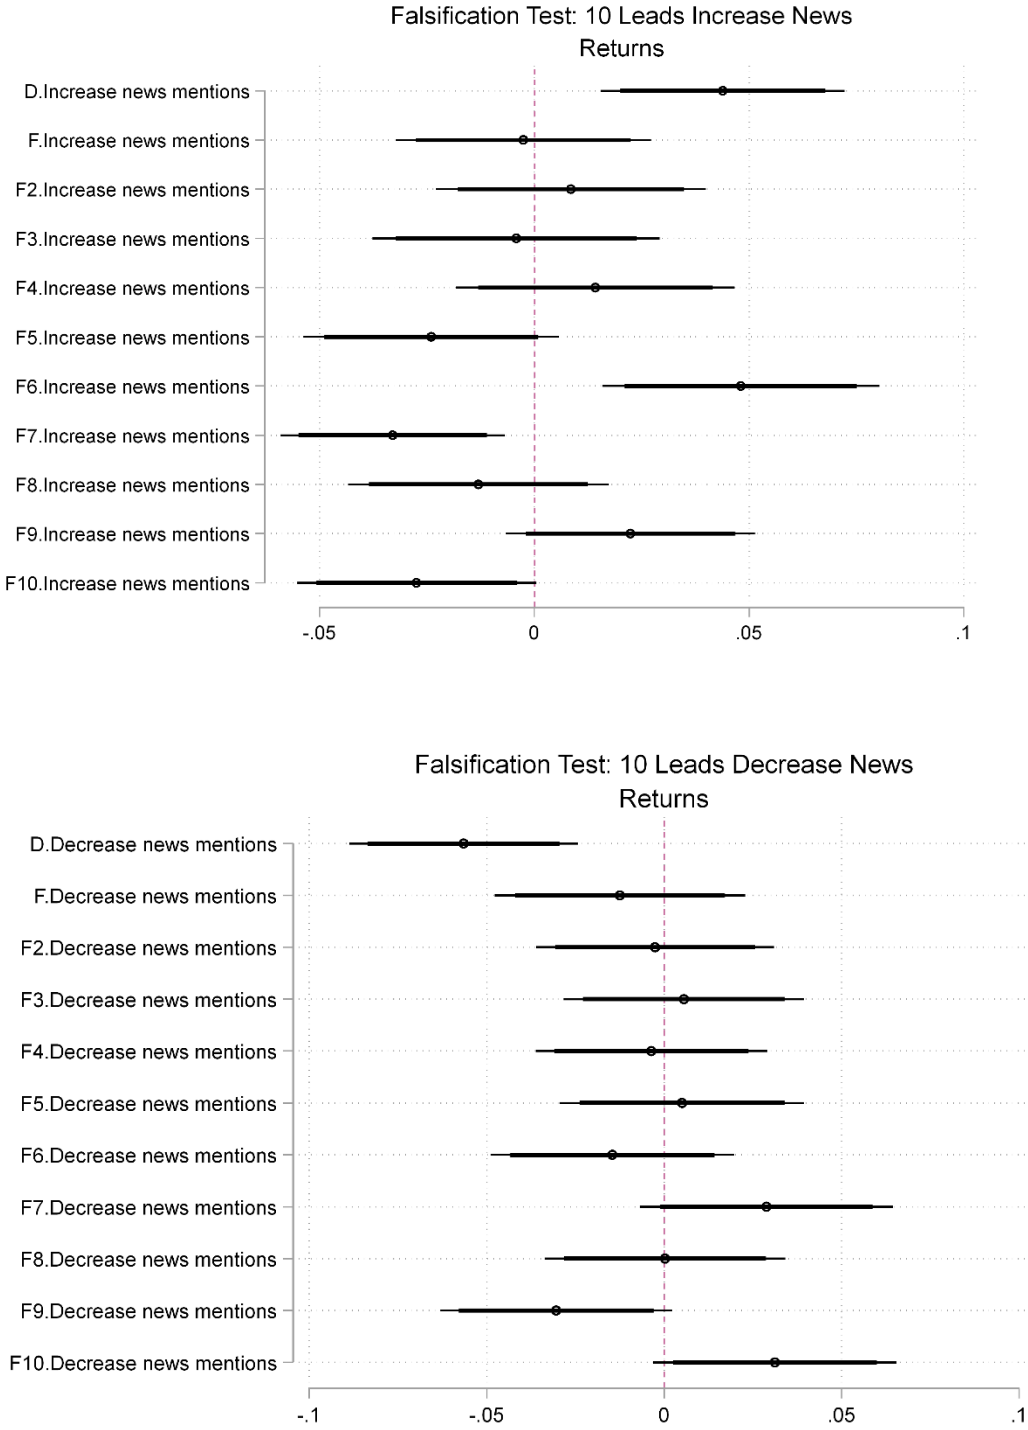 Falsification Test: 10 Leads Increase News
Returns
D.Increase news mentions
F.Increase news mentions
F2.Increase news mentions
F3.Increase news mentions
F4.Increase news mentions
F5.Increase news mentions
F6.Increase news mentions
F7.Increase news mentions
F8.Increase news mentions
F9.Increase news mentions
F10.Increase news mentions
-.05 0 .05 .1
Falsification Test: 10 Leads Decrease News
Returns
D.Decrease news mentions
F.Decrease news mentions
F2.Decrease news mentions
F3.Decrease news mentions
F4.Decrease news mentions
F5.Decrease news mentions
F6.Decrease news mentions
F7.Decrease news mentions
F8.Decrease news mentions
F9.Decrease news mentions
F10.Decrease news mentions
-.1 -.05 0 .05 .1